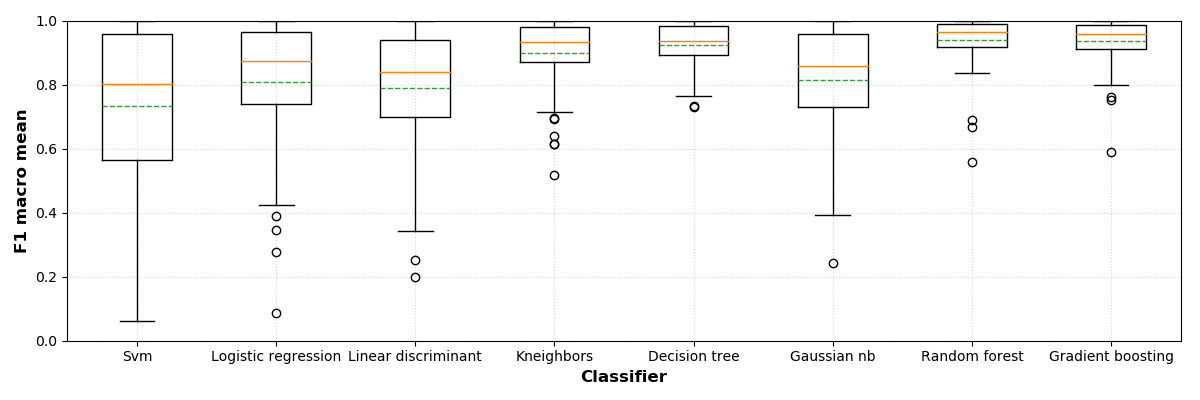 1.0
0.8
0.6
0.4
0.2
0.0
F1 macro mean
Svm Logistic regression Linear discriminant Kneighbors Decision tree Gaussian nb Random forest Gradient boosting
Classifier